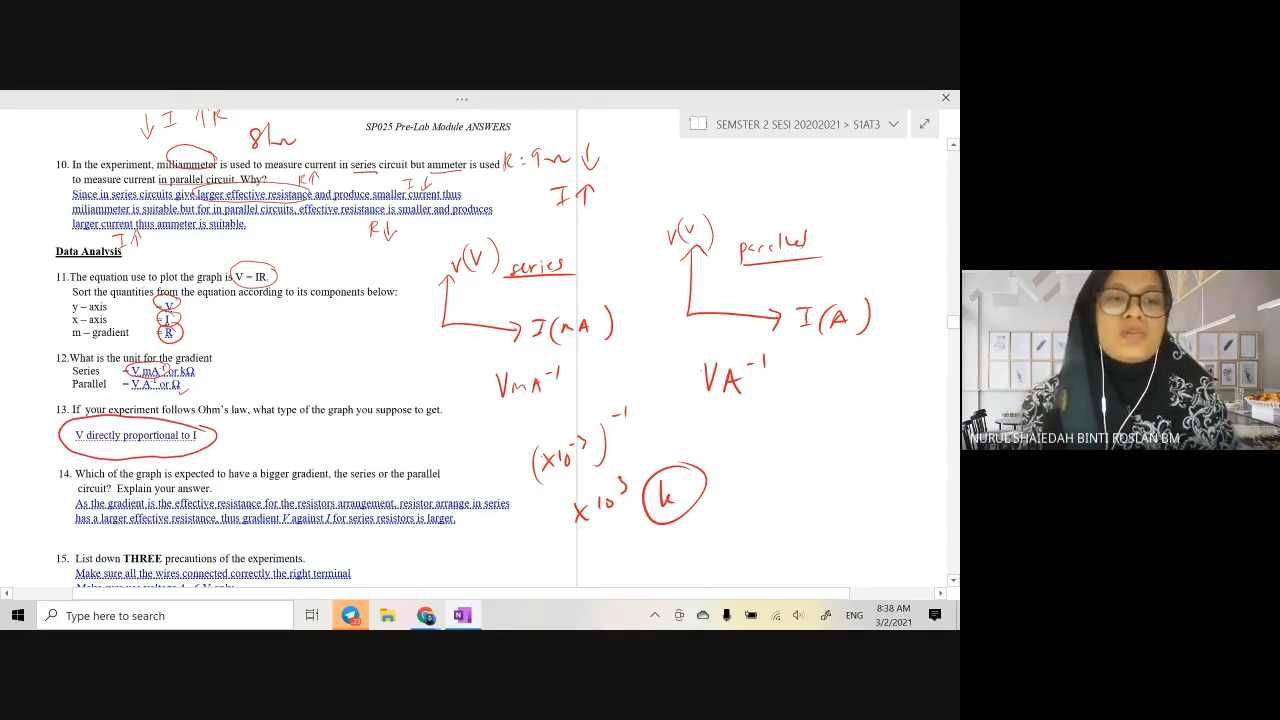 ↓ I ↑R
81Ω
SP025 Pre-Lab Module ANSWERS
SEMSTER 2 SESI 20202021 > S1AT3
10. In the experiment, milliammeter is used to measure current in series circuit but ammeter is used
to measure current in parallel circuit. Why?
R : 9Ω ↓
I ↑
R↑
I ↓
Since in series circuits give larger effective resistance and produce smaller current thus
miliammeter is suitable but for in parallel circuits, effective resistance is smaller and produces
larger current thus ammeter is suitable.
R↓
I ↑
Data Analysis
11.The equation use to plot the graph is V = IR.
Sort the quantities from the equation according to its components below:
y – axis = V
x – axis = I
m – gradient = R
V(V) series
I (mA)
V(V) parallel
I (A)
12.What is the unit for the gradient
Series = V mA⁻¹ or kΩ
Parallel = V A⁻¹ or Ω
VmA⁻¹
VA⁻¹
13. If your experiment follows Ohm’s law, what type of the graph you suppose to get.
V directly proportional to I
(×10⁻³)⁻¹
×10³ k
14. Which of the graph is expected to have a bigger gradient, the series or the parallel
circuit? Explain your answer.
As the gradient is the effective resistance for the resistors arrangement, resistor arrange in series
has a larger effective resistance, thus gradient V against I for series resistors is larger.
15. List down THREE precautions of the experiments.
Make sure all the wires connected correctly the right terminal
NURUL SHAIEDAH BINTI ROSLAN BM
Type here to search
ENG
8:38 AM
3/2/2021